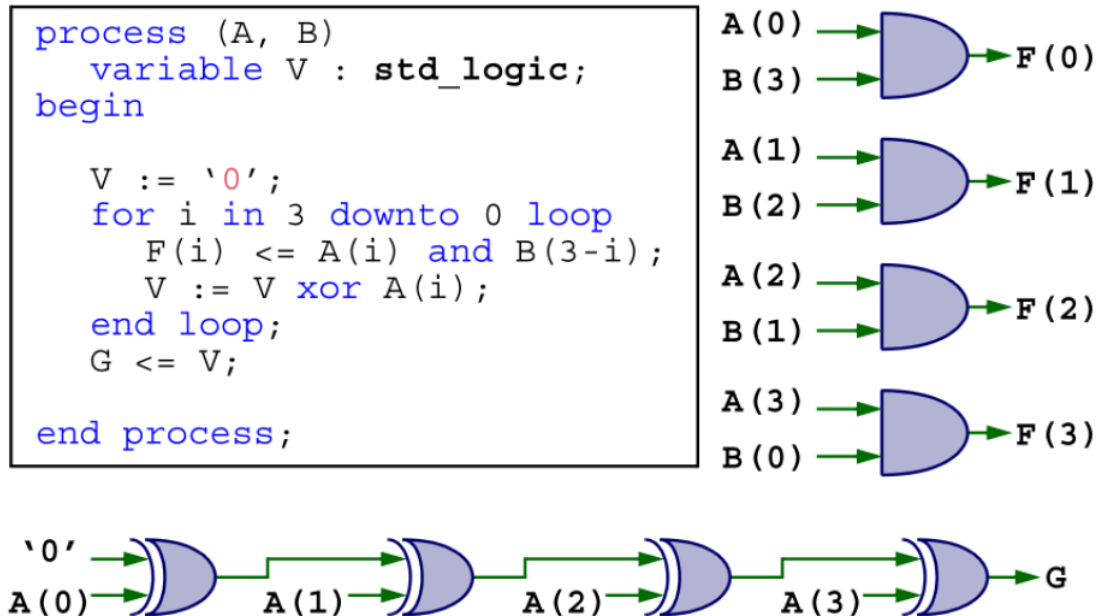 process (A, B)
variable V : std_logic;
begin
V := ‘0’;
for i in 3 downto 0 loop
F(i) <= A(i) and B(3-i);
V := V xor A(i);
end loop;
G <= V;
end process;
A(0)
F(0)
B(3)
A(1)
F(1)
B(2)
A(2)
F(2)
B(1)
A(3)
F(3)
B(0)
‘0’
A(0) A(1) A(2) A(3) G